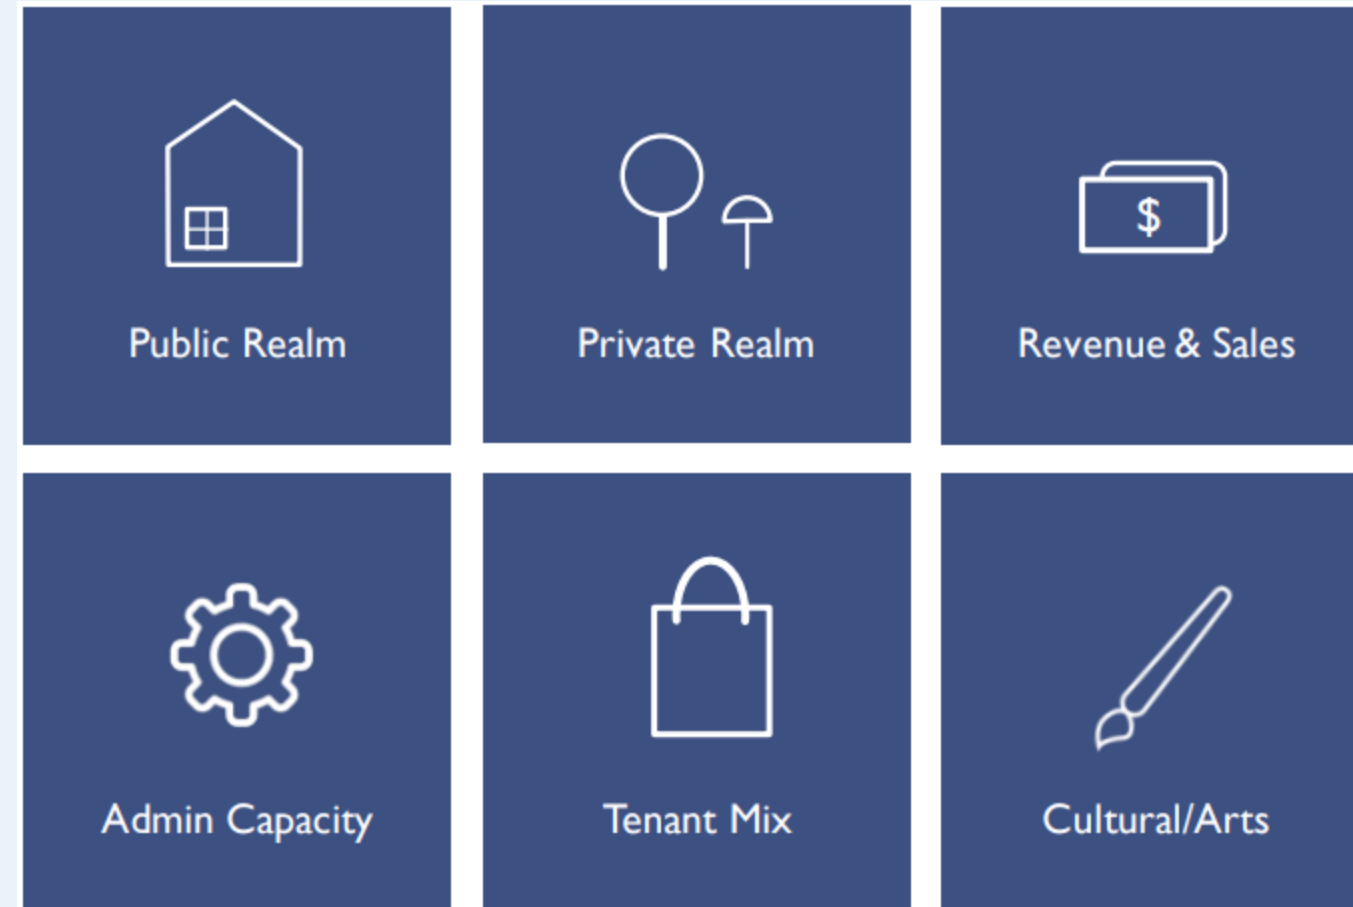 Public Realm
Private Realm
$
Revenue & Sales
Admin Capacity
Tenant Mix
Cultural/Arts